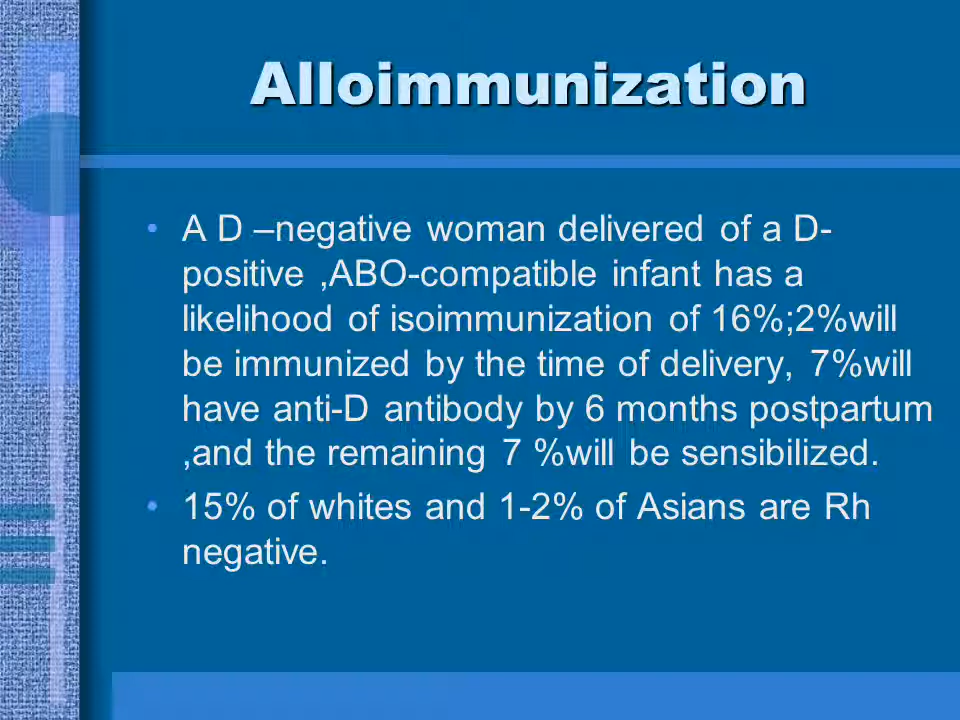 Alloimmunization
• A D –negative woman delivered of a D-
positive ,ABO-compatible infant has a
likelihood of isoimmunization of 16%;2%will
be immunized by the time of delivery, 7%will
have anti-D antibody by 6 months postpartum
,and the remaining 7 %will be sensibilized.
• 15% of whites and 1-2% of Asians are Rh
negative.